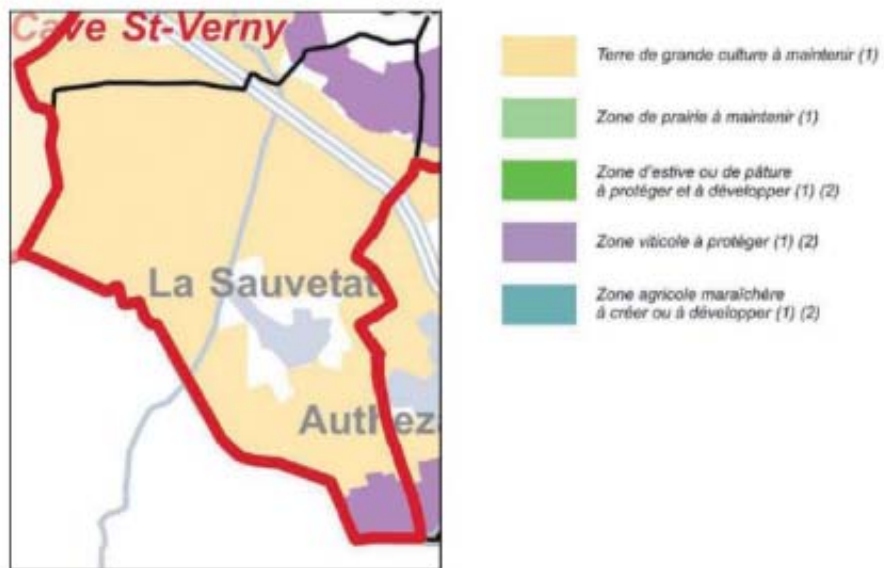 Cave St-Verny
La Sauvetat
Autheza
Terre de grande culture à maintenir (1)
Zone de prairie à maintenir (1)
Zone d'estive ou de pâture
à protéger et à développer (1) (2)
Zone viticole à protéger (1) (2)
Zone agricole maraîchère
à créer ou à développer (1) (2)